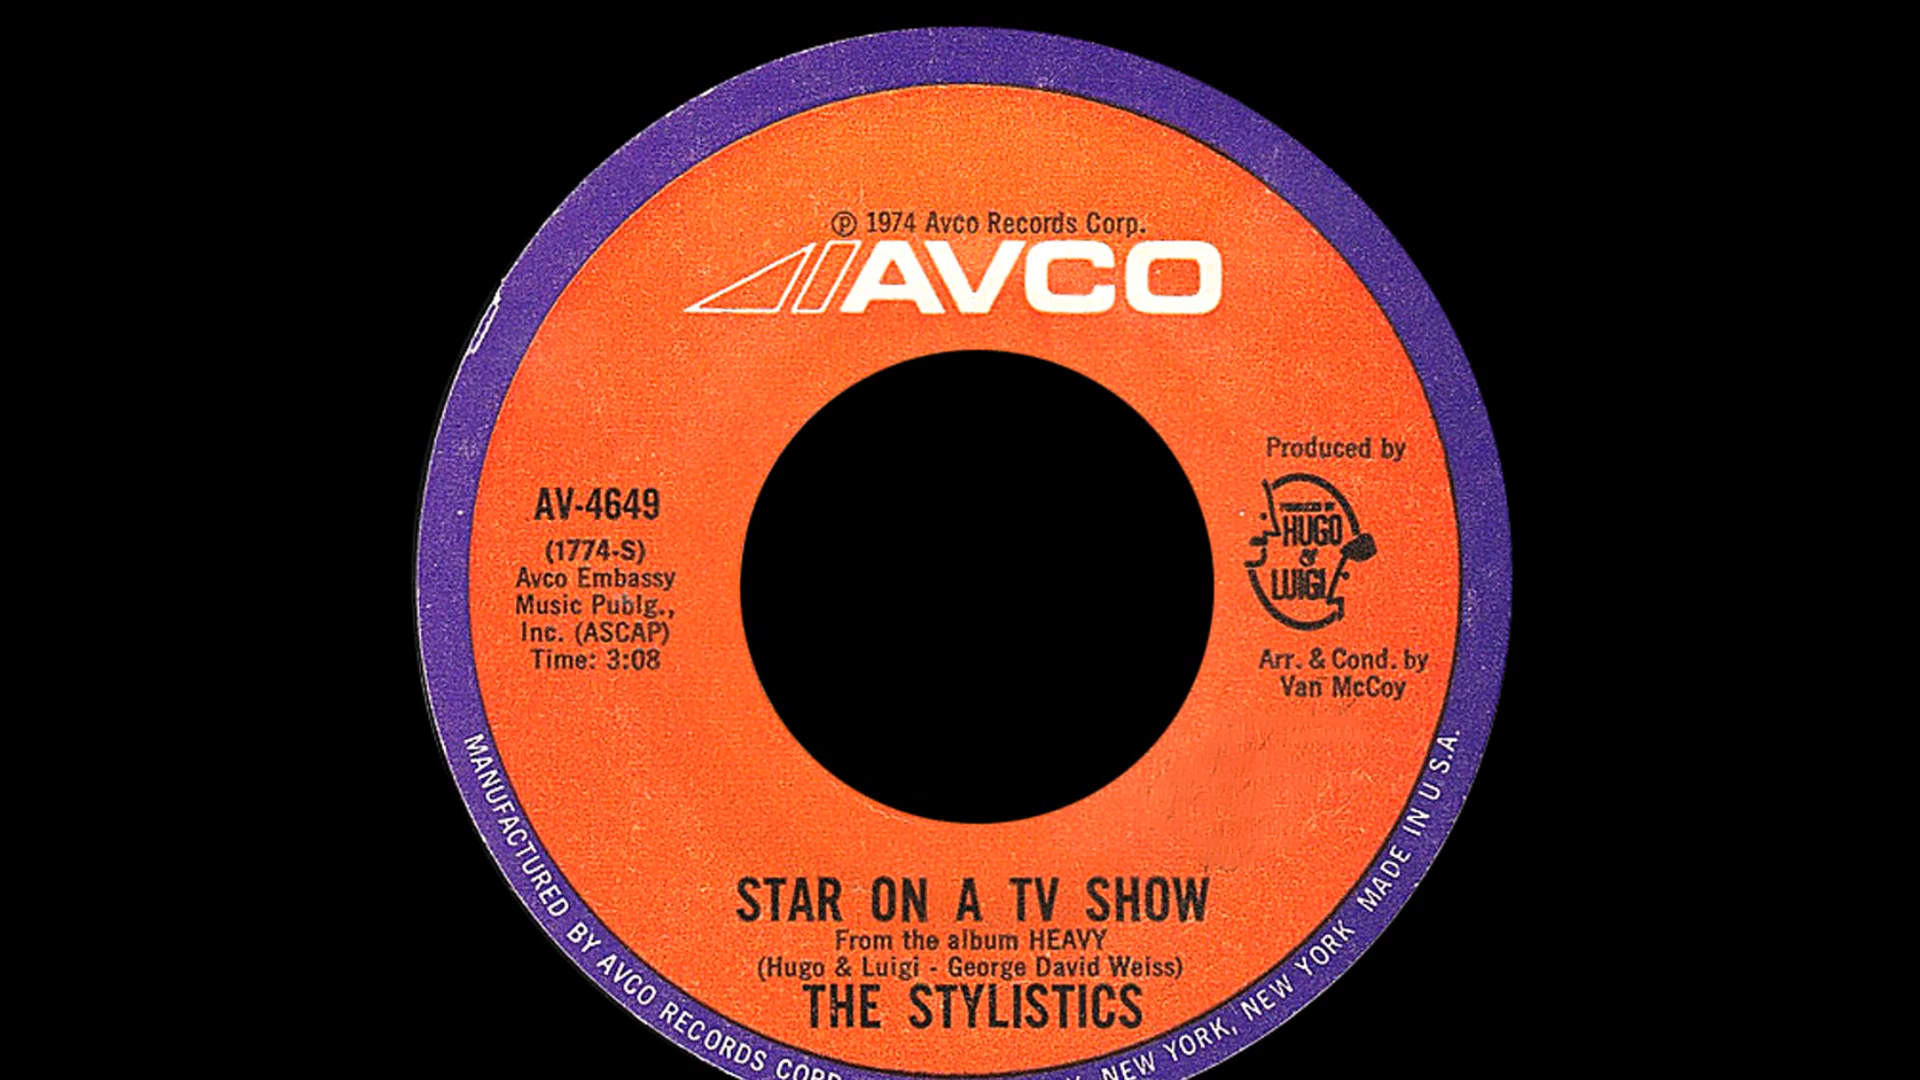 ℗ 1974 Avco Records Corp.
AVCO
Produced by
PRODUCED BY
HUGO
&
LUIGI
Arr. & Cond. by
Van McCoy
AV-4649
(1774-S)
Avco Embassy
Music Publg.,
Inc. (ASCAP)
Time: 3:08
STAR ON A TV SHOW
From the album HEAVY
(Hugo & Luigi - George David Weiss)
THE STYLISTICS
MANUFACTURED BY AVCO RECORDS CORP
NEW YORK, NEW YORK MADE IN U.S.A.